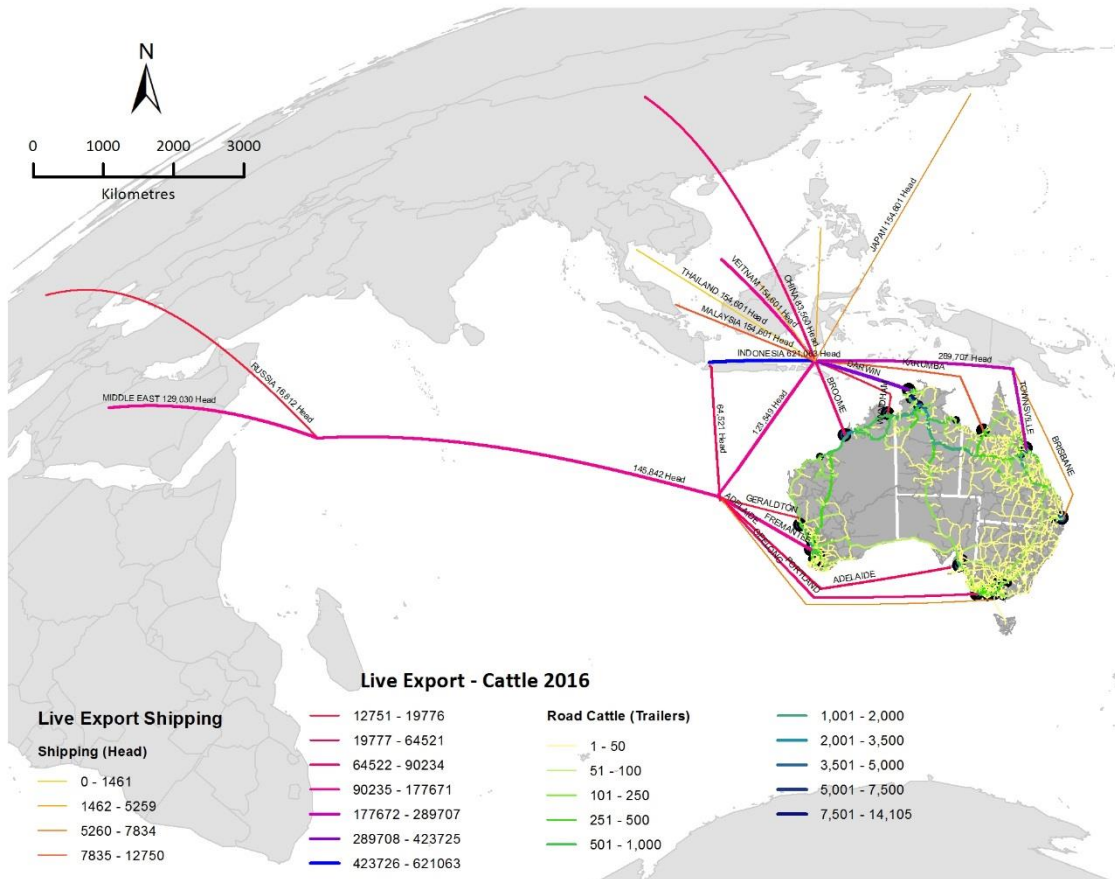 N
0 1000 2000 3000
Kilometres
JAPAN 154,601 Head
VEITNAM 154,601 Head
THAILAND 154,601 Head
CHINA 83,560 Head
MALAYSIA 154,601 Head
INDONESIA 621,063 Head
289,707 Head
RUSSIA 16,812 Head
MIDDLE EAST 129,030 Head
DARWIN
KARUMBA
BROOME
WYNDHAM
TOWNSVILLE
BRISBANE
64,521 Head
123,549 Head
145,842 Head
GERALDTON
FREMANTLE
ADELAIDE
GEELONG
PORTLAND
ADELAIDE
Live Export - Cattle 2016
Live Export Shipping
Shipping (Head)
0 - 1461
1462 - 5259
5260 - 7834
7835 - 12750
12751 - 19776
19777 - 64521
64522 - 90234
90235 - 177671
177672 - 289707
289708 - 423725
423726 - 621063
Road Cattle (Trailers)
1 - 50
51 - 100
101 - 250
251 - 500
501 - 1,000
1,001 - 2,000
2,001 - 3,500
3,501 - 5,000
5,001 - 7,500
7,501 - 14,105